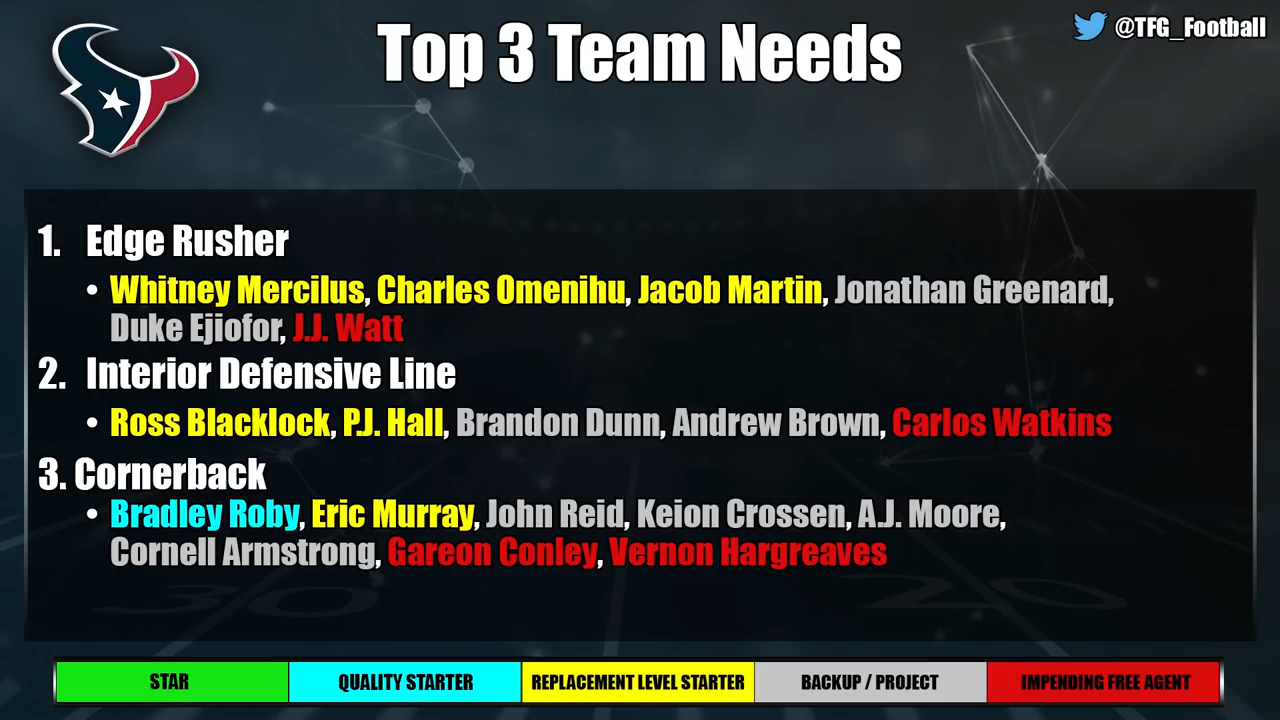 @TFG_Football
Top 3 Team Needs
1. Edge Rusher
• Whitney Mercilus, Charles Omenihu, Jacob Martin, Jonathan Greenard,
Duke Ejiofor, J.J. Watt
2. Interior Defensive Line
• Ross Blacklock, P.J. Hall, Brandon Dunn, Andrew Brown, Carlos Watkins
3. Cornerback
• Bradley Roby, Eric Murray, John Reid, Keion Crossen, A.J. Moore,
Cornell Armstrong, Gareon Conley, Vernon Hargreaves
30 20
STAR QUALITY STARTER REPLACEMENT LEVEL STARTER BACKUP / PROJECT IMPENDING FREE AGENT